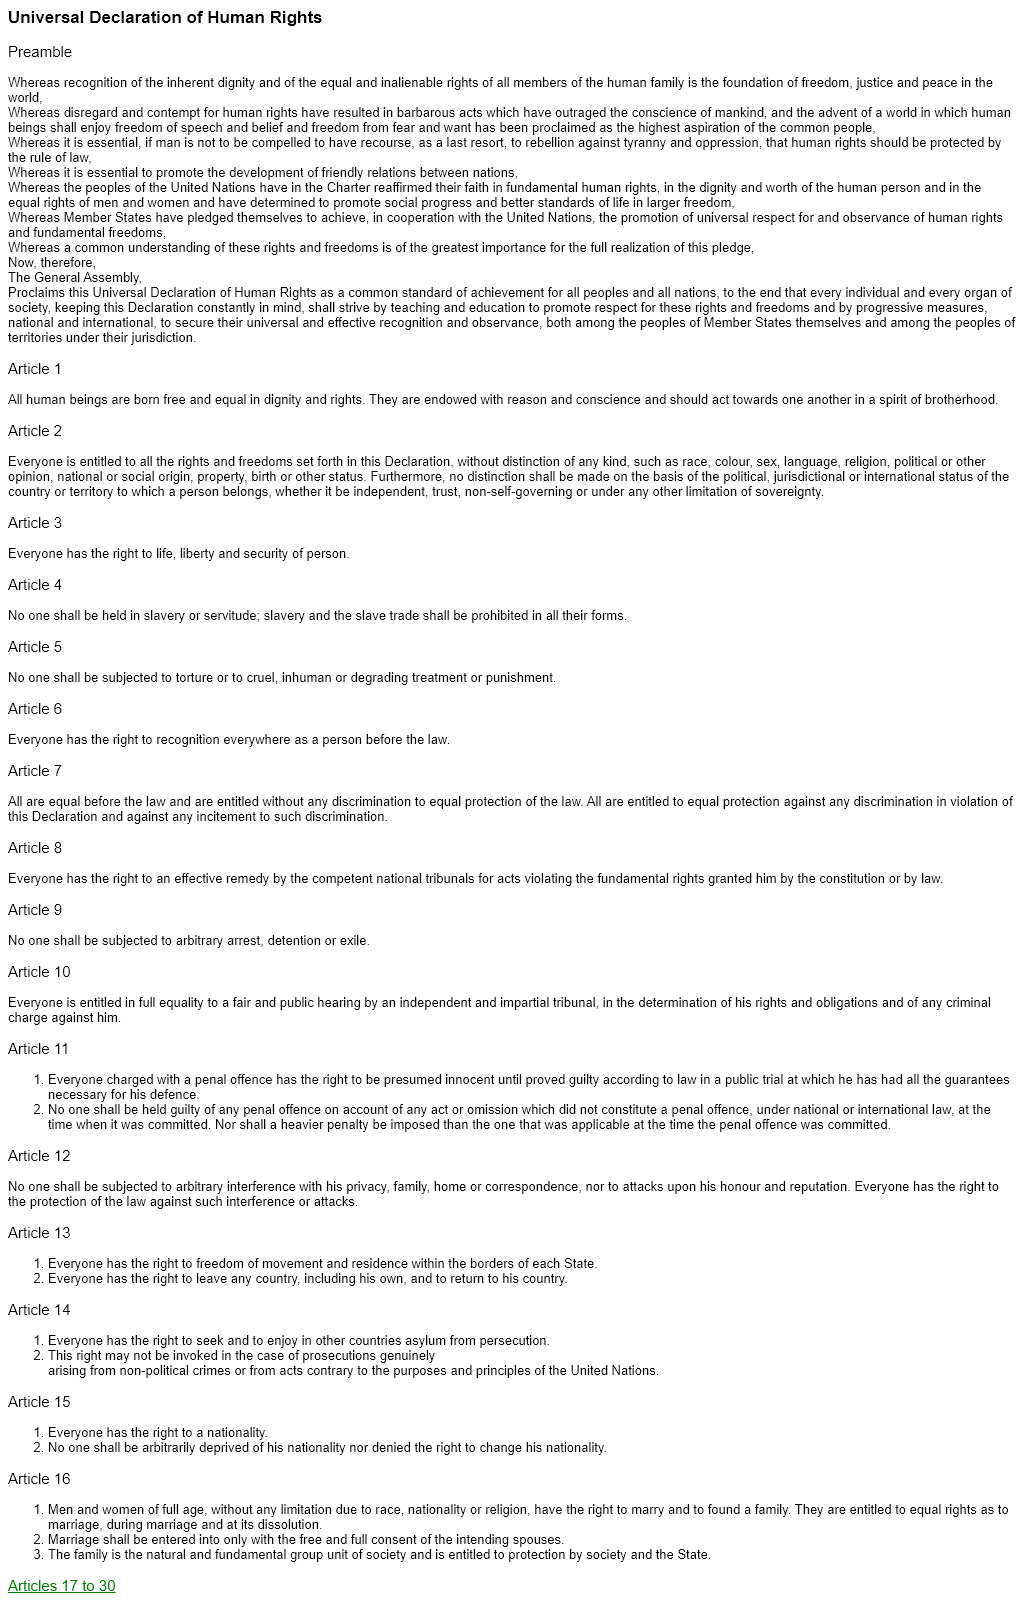 Universal Declaration of Human Rights
Preamble
Whereas recognition of the inherent dignity and of the equal and inalienable rights of all members of the human family is the foundation of freedom, justice and peace in the
world,
Whereas disregard and contempt for human rights have resulted in barbarous acts which have outraged the conscience of mankind, and the advent of a world in which human
beings shall enjoy freedom of speech and belief and freedom from fear and want has been proclaimed as the highest aspiration of the common people,
Whereas it is essential, if man is not to be compelled to have recourse, as a last resort, to rebellion against tyranny and oppression, that human rights should be protected by
the rule of law,
Whereas it is essential to promote the development of friendly relations between nations,
Whereas the peoples of the United Nations have in the Charter reaffirmed their faith in fundamental human rights, in the dignity and worth of the human person and in the
equal rights of men and women and have determined to promote social progress and better standards of life in larger freedom,
Whereas Member States have pledged themselves to achieve, in cooperation with the United Nations, the promotion of universal respect for and observance of human rights
and fundamental freedoms,
Whereas a common understanding of these rights and freedoms is of the greatest importance for the full realization of this pledge,
Now, therefore,
The General Assembly,
Proclaims this Universal Declaration of Human Rights as a common standard of achievement for all peoples and all nations, to the end that every individual and every organ of
society, keeping this Declaration constantly in mind, shall strive by teaching and education to promote respect for these rights and freedoms and by progressive measures,
national and international, to secure their universal and effective recognition and observance, both among the peoples of Member States themselves and among the peoples of
territories under their jurisdiction.
Article 1
All human beings are born free and equal in dignity and rights. They are endowed with reason and conscience and should act towards one another in a spirit of brotherhood.
Article 2
Everyone is entitled to all the rights and freedoms set forth in this Declaration, without distinction of any kind, such as race, colour, sex, language, religion, political or other
opinion, national or social origin, property, birth or other status. Furthermore, no distinction shall be made on the basis of the political, jurisdictional or international status of the
country or territory to which a person belongs, whether it be independent, trust, non-self-governing or under any other limitation of sovereignty.
Article 3
Everyone has the right to life, liberty and security of person.
Article 4
No one shall be held in slavery or servitude; slavery and the slave trade shall be prohibited in all their forms.
Article 5
No one shall be subjected to torture or to cruel, inhuman or degrading treatment or punishment.
Article 6
Everyone has the right to recognition everywhere as a person before the law.
Article 7
All are equal before the law and are entitled without any discrimination to equal protection of the law. All are entitled to equal protection against any discrimination in violation of
this Declaration and against any incitement to such discrimination.
Article 8
Everyone has the right to an effective remedy by the competent national tribunals for acts violating the fundamental rights granted him by the constitution or by law.
Article 9
No one shall be subjected to arbitrary arrest, detention or exile.
Article 10
Everyone is entitled in full equality to a fair and public hearing by an independent and impartial tribunal, in the determination of his rights and obligations and of any criminal
charge against him.
Article 11
1. Everyone charged with a penal offence has the right to be presumed innocent until proved guilty according to law in a public trial at which he has had all the guarantees
necessary for his defence.
2. No one shall be held guilty of any penal offence on account of any act or omission which did not constitute a penal offence, under national or international law, at the
time when it was committed. Nor shall a heavier penalty be imposed than the one that was applicable at the time the penal offence was committed.
Article 12
No one shall be subjected to arbitrary interference with his privacy, family, home or correspondence, nor to attacks upon his honour and reputation. Everyone has the right to
the protection of the law against such interference or attacks.
Article 13
1. Everyone has the right to freedom of movement and residence within the borders of each State.
2. Everyone has the right to leave any country, including his own, and to return to his country.
Article 14
1. Everyone has the right to seek and to enjoy in other countries asylum from persecution.
2. This right may not be invoked in the case of prosecutions genuinely
arising from non-political crimes or from acts contrary to the purposes and principles of the United Nations.
Article 15
1. Everyone has the right to a nationality.
2. No one shall be arbitrarily deprived of his nationality nor denied the right to change his nationality.
Article 16
1. Men and women of full age, without any limitation due to race, nationality or religion, have the right to marry and to found a family. They are entitled to equal rights as to
marriage, during marriage and at its dissolution.
2. Marriage shall be entered into only with the free and full consent of the intending spouses.
3. The family is the natural and fundamental group unit of society and is entitled to protection by society and the State.
Articles 17 to 30